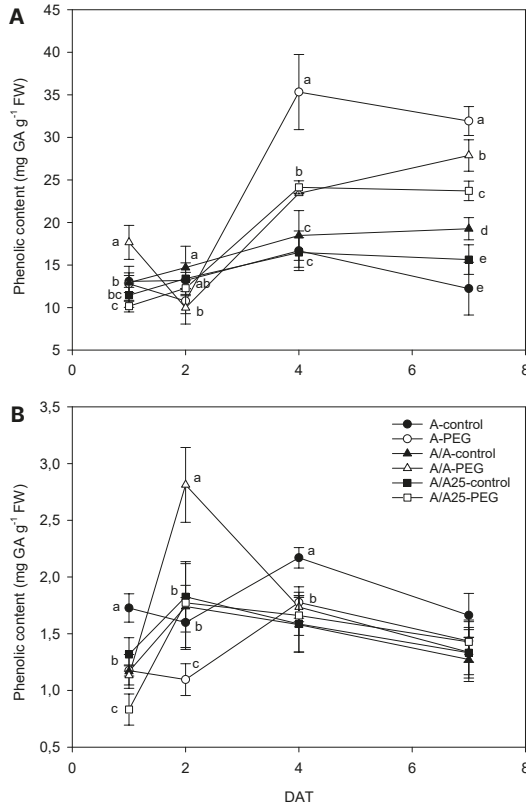 A
Phenolic content (mg GA g⁻¹ FW)
45
40
35
30
25
20
15
10
5
a
b
bc
c
a
ab
b
a
b
c
c
a
b
c
d
e
e
0
2
4
6
8
B
Phenolic content (mg GA g⁻¹ FW)
3,5
3,0
2,5
2,0
1,5
1,0
0,5
A-control
A-PEG
A/A-control
A/A-PEG
A/A25-control
A/A25-PEG
a
b
c
a
b
b
c
a
b
0
2
4
6
8
DAT